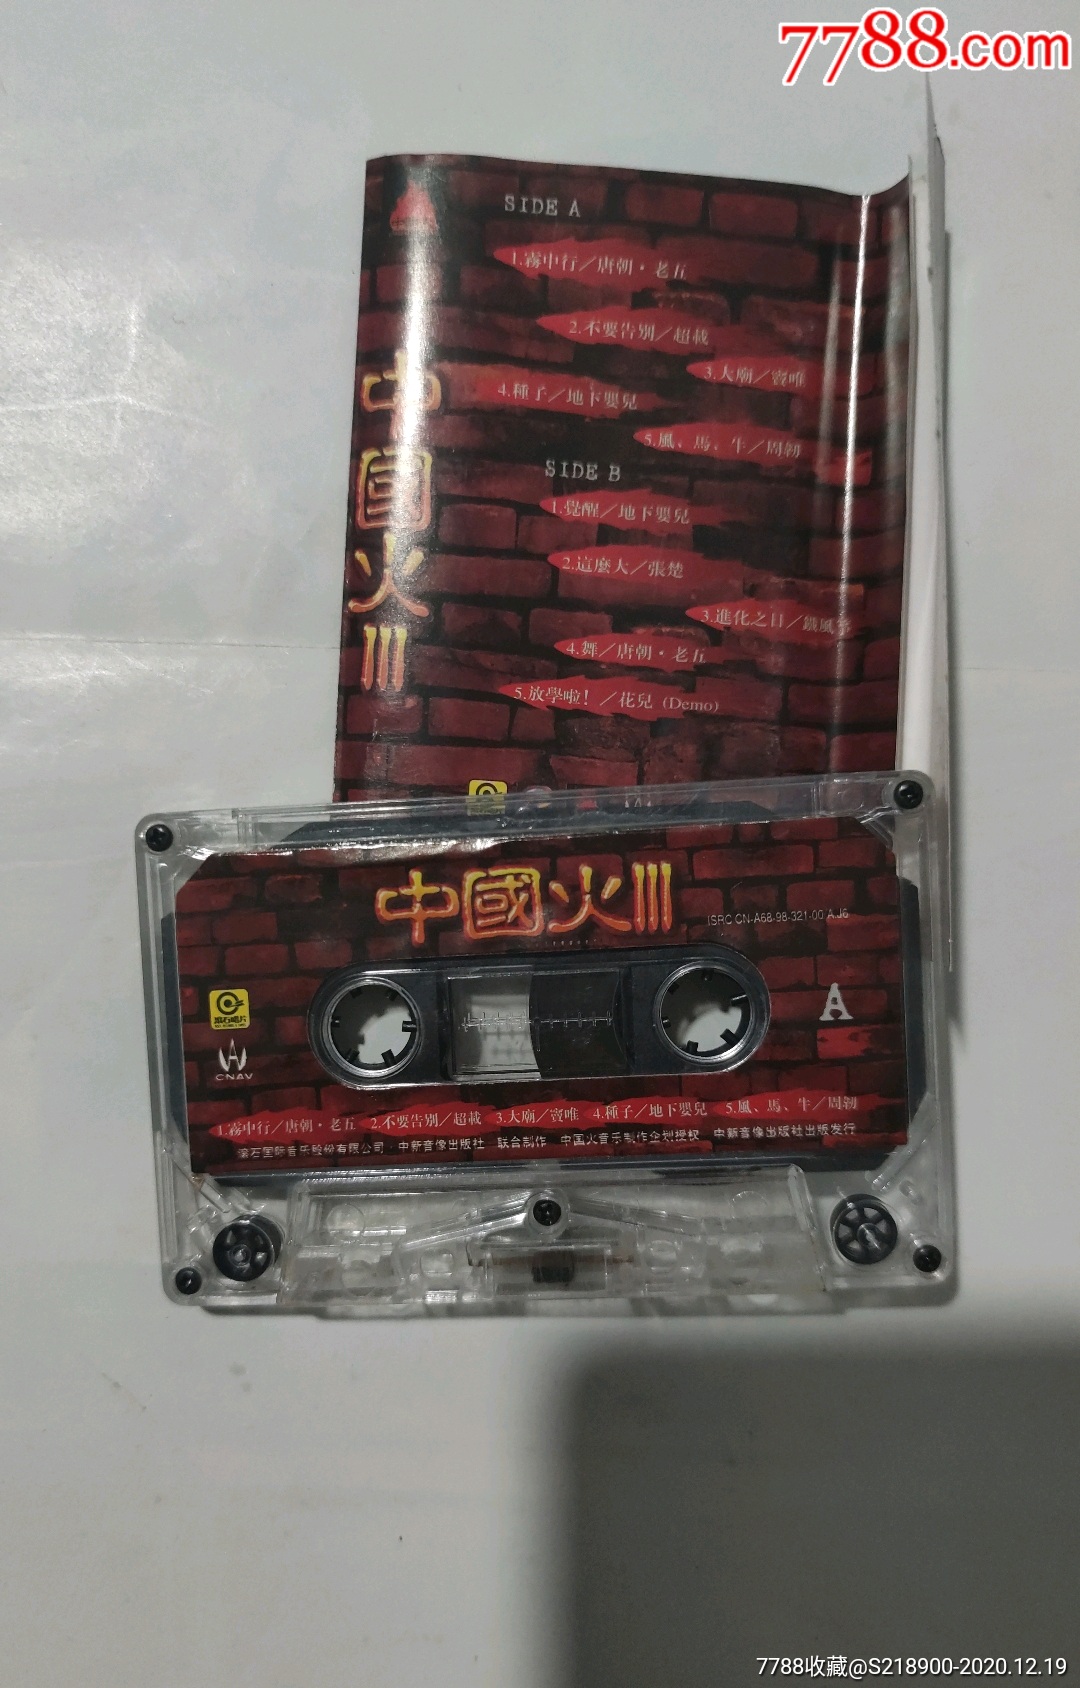 7788.com
SIDE A
1.霧中行／唐朝·老五
2.不要告別／超載
3.大廟／竇唯
4.種子／地下嬰兒
5.風、馬、牛／周韌
SIDE B
1.覺醒／地下嬰兒
2.這麼大／張楚
3.進化之日／鐵風箏
4.舞／唐朝·老五
5.放學啦！／花兒 (Demo)
中國火III
中國火III
ISRC CN-A68-98-321-00 A.J6
滾石唱片
A
CNAV
1.霧中行／唐朝·老五 2.不要告別／超載 3.大廟／竇唯 4.種子／地下嬰兒 5.風、馬、牛／周韌
滚石国际音乐股份有限公司·中新音像出版社 联合制作 中国火音乐制作企划授权 中新音像出版社出版发行
7788收藏@S218900-2020.12.19